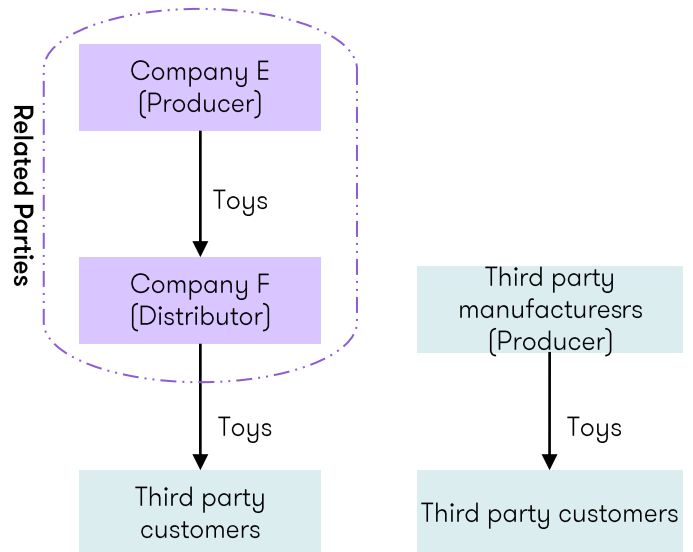 Related Parties
Company E
(Producer)
Toys
Company F
(Distributor)
Toys
Third party
customers
Third party
manufacturesrs
(Producer)
Toys
Third party customers